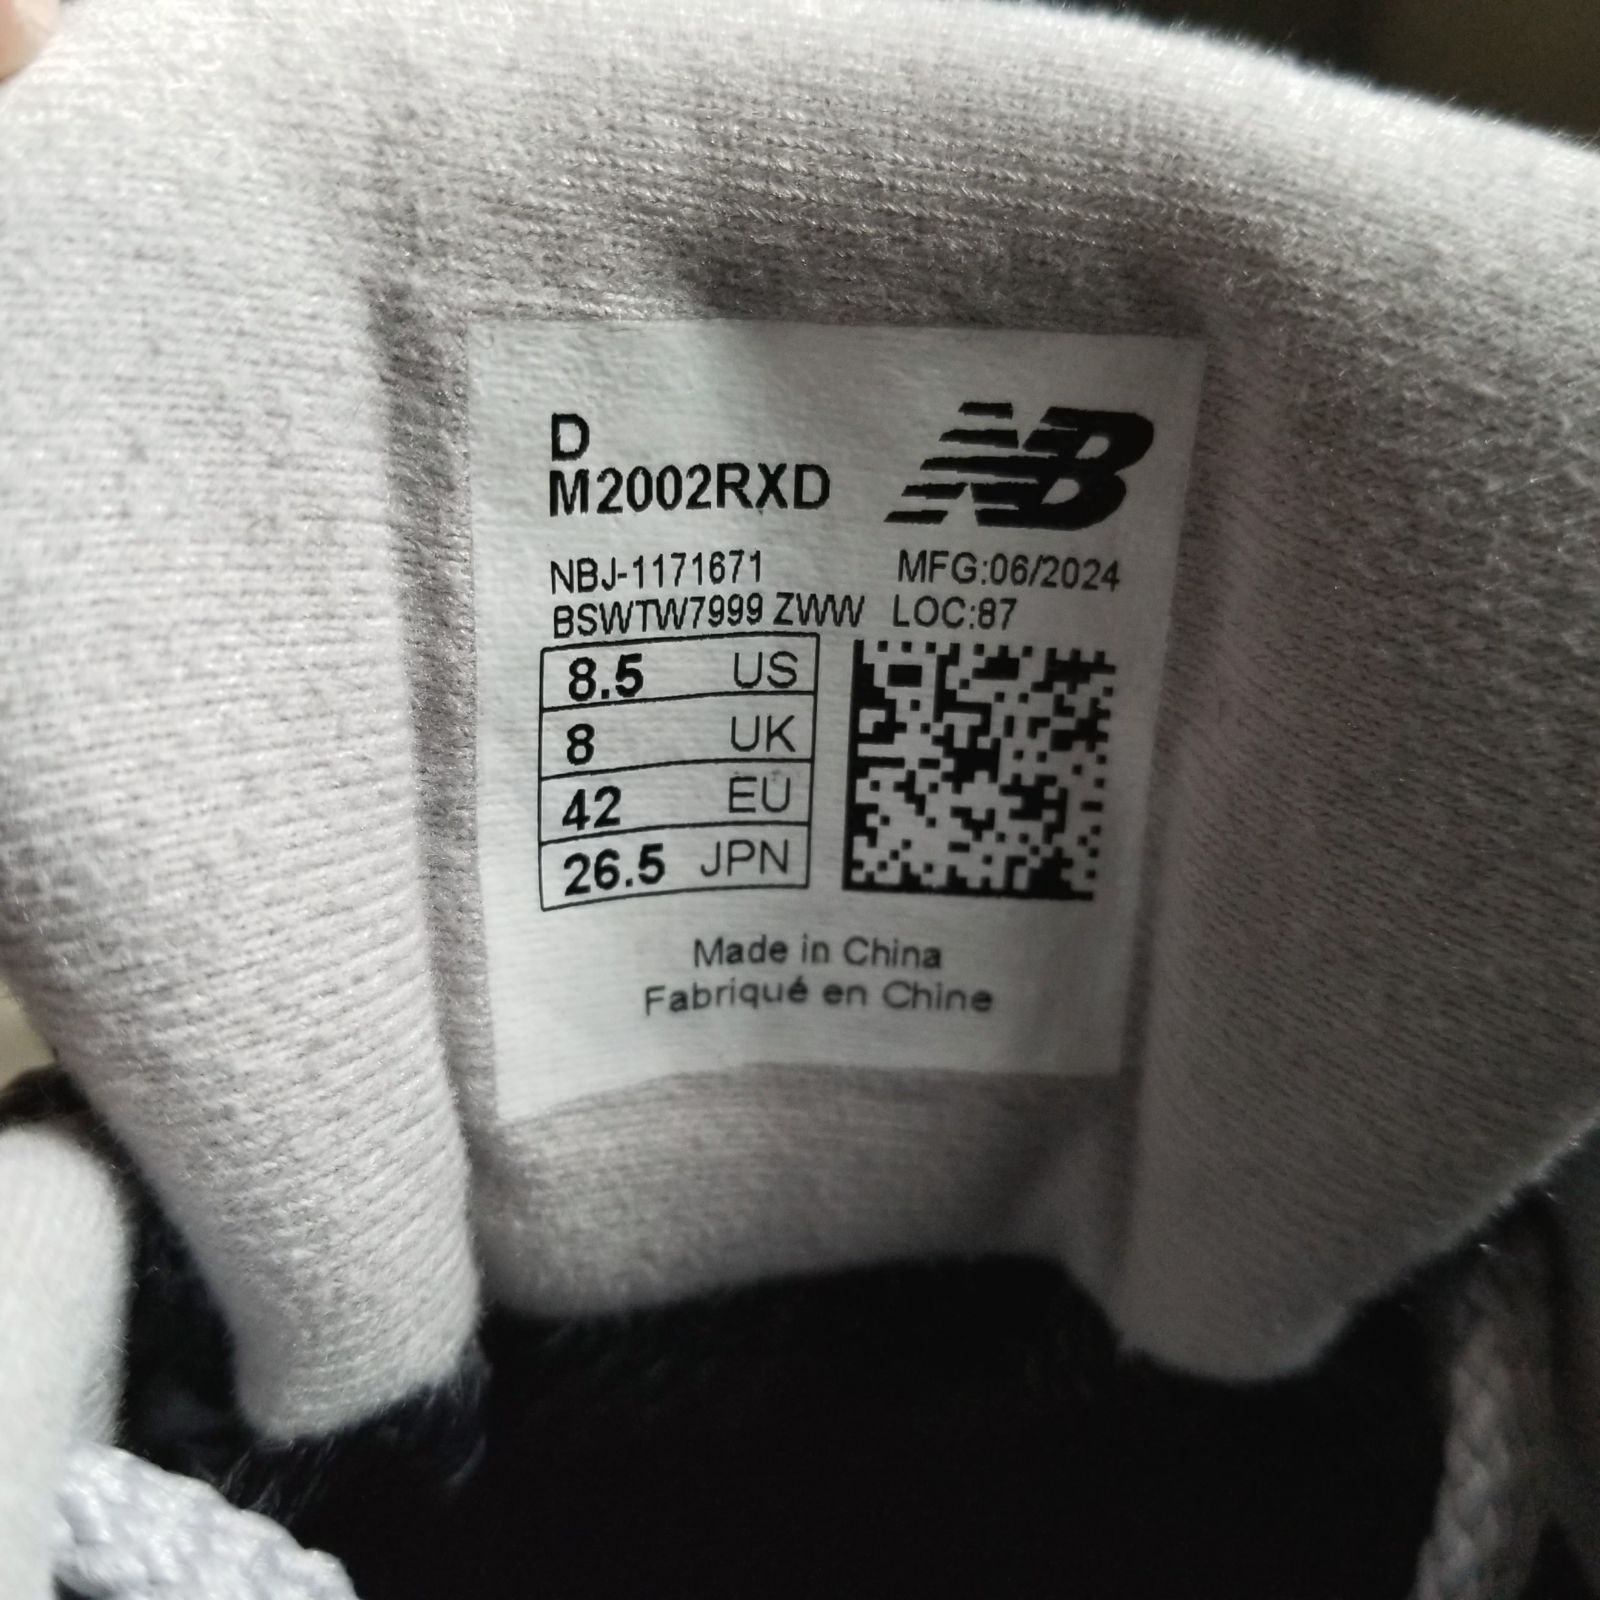 D
M2002RXD
NB
NBJ-1171671 MFG:06/2024
BSWTW7999 ZWW LOC:87
8.5 US
8 UK
42 EU
26.5 JPN
Made in China
Fabriqué en Chine